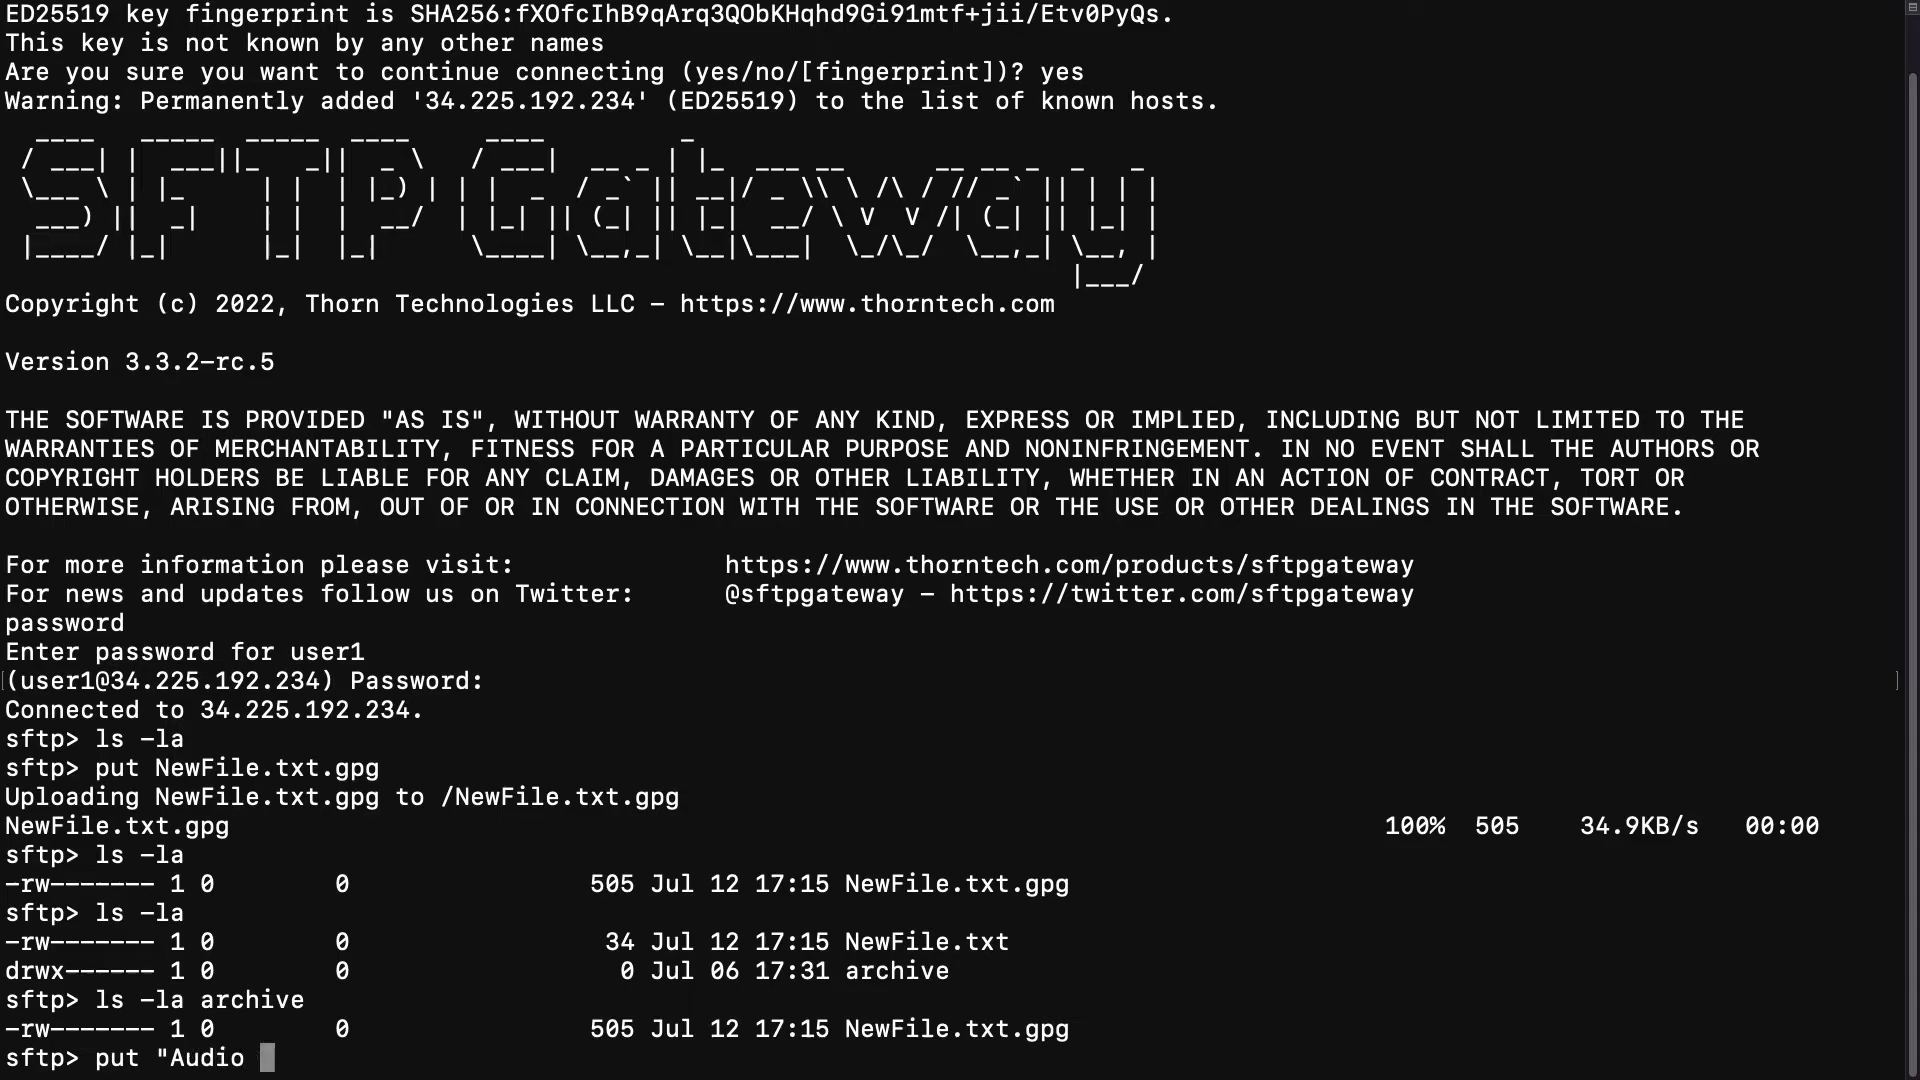 ED25519 key fingerprint is SHA256:fXOfcIhB9qArq3QObKHqhd9Gi91mtf+jii/Etv0PyQs.
This key is not known by any other names
Are you sure you want to continue connecting (yes/no/[fingerprint])? yes
Warning: Permanently added '34.225.192.234' (ED25519) to the list of known hosts.
SFTP Gateway
Copyright (c) 2022, Thorn Technologies LLC - https://www.thorntech.com
Version 3.3.2-rc.5
THE SOFTWARE IS PROVIDED "AS IS", WITHOUT WARRANTY OF ANY KIND, EXPRESS OR IMPLIED, INCLUDING BUT NOT LIMITED TO THE
WARRANTIES OF MERCHANTABILITY, FITNESS FOR A PARTICULAR PURPOSE AND NONINFRINGEMENT. IN NO EVENT SHALL THE AUTHORS OR
COPYRIGHT HOLDERS BE LIABLE FOR ANY CLAIM, DAMAGES OR OTHER LIABILITY, WHETHER IN AN ACTION OF CONTRACT, TORT OR
OTHERWISE, ARISING FROM, OUT OF OR IN CONNECTION WITH THE SOFTWARE OR THE USE OR OTHER DEALINGS IN THE SOFTWARE.
For more information please visit: https://www.thorntech.com/products/sftpgateway
For news and updates follow us on Twitter: @sftpgateway - https://twitter.com/sftpgateway
password
Enter password for user1
(user1@34.225.192.234) Password:
Connected to 34.225.192.234.
sftp> ls -la
sftp> put NewFile.txt.gpg
Uploading NewFile.txt.gpg to /NewFile.txt.gpg
NewFile.txt.gpg 100% 505 34.9KB/s 00:00
sftp> ls -la
-rw------- 1 0 0 505 Jul 12 17:15 NewFile.txt.gpg
sftp> ls -la
-rw------- 1 0 0 34 Jul 12 17:15 NewFile.txt
drwx------ 1 0 0 0 Jul 06 17:31 archive
sftp> ls -la archive
-rw------- 1 0 0 505 Jul 12 17:15 NewFile.txt.gpg
sftp> put "Audio